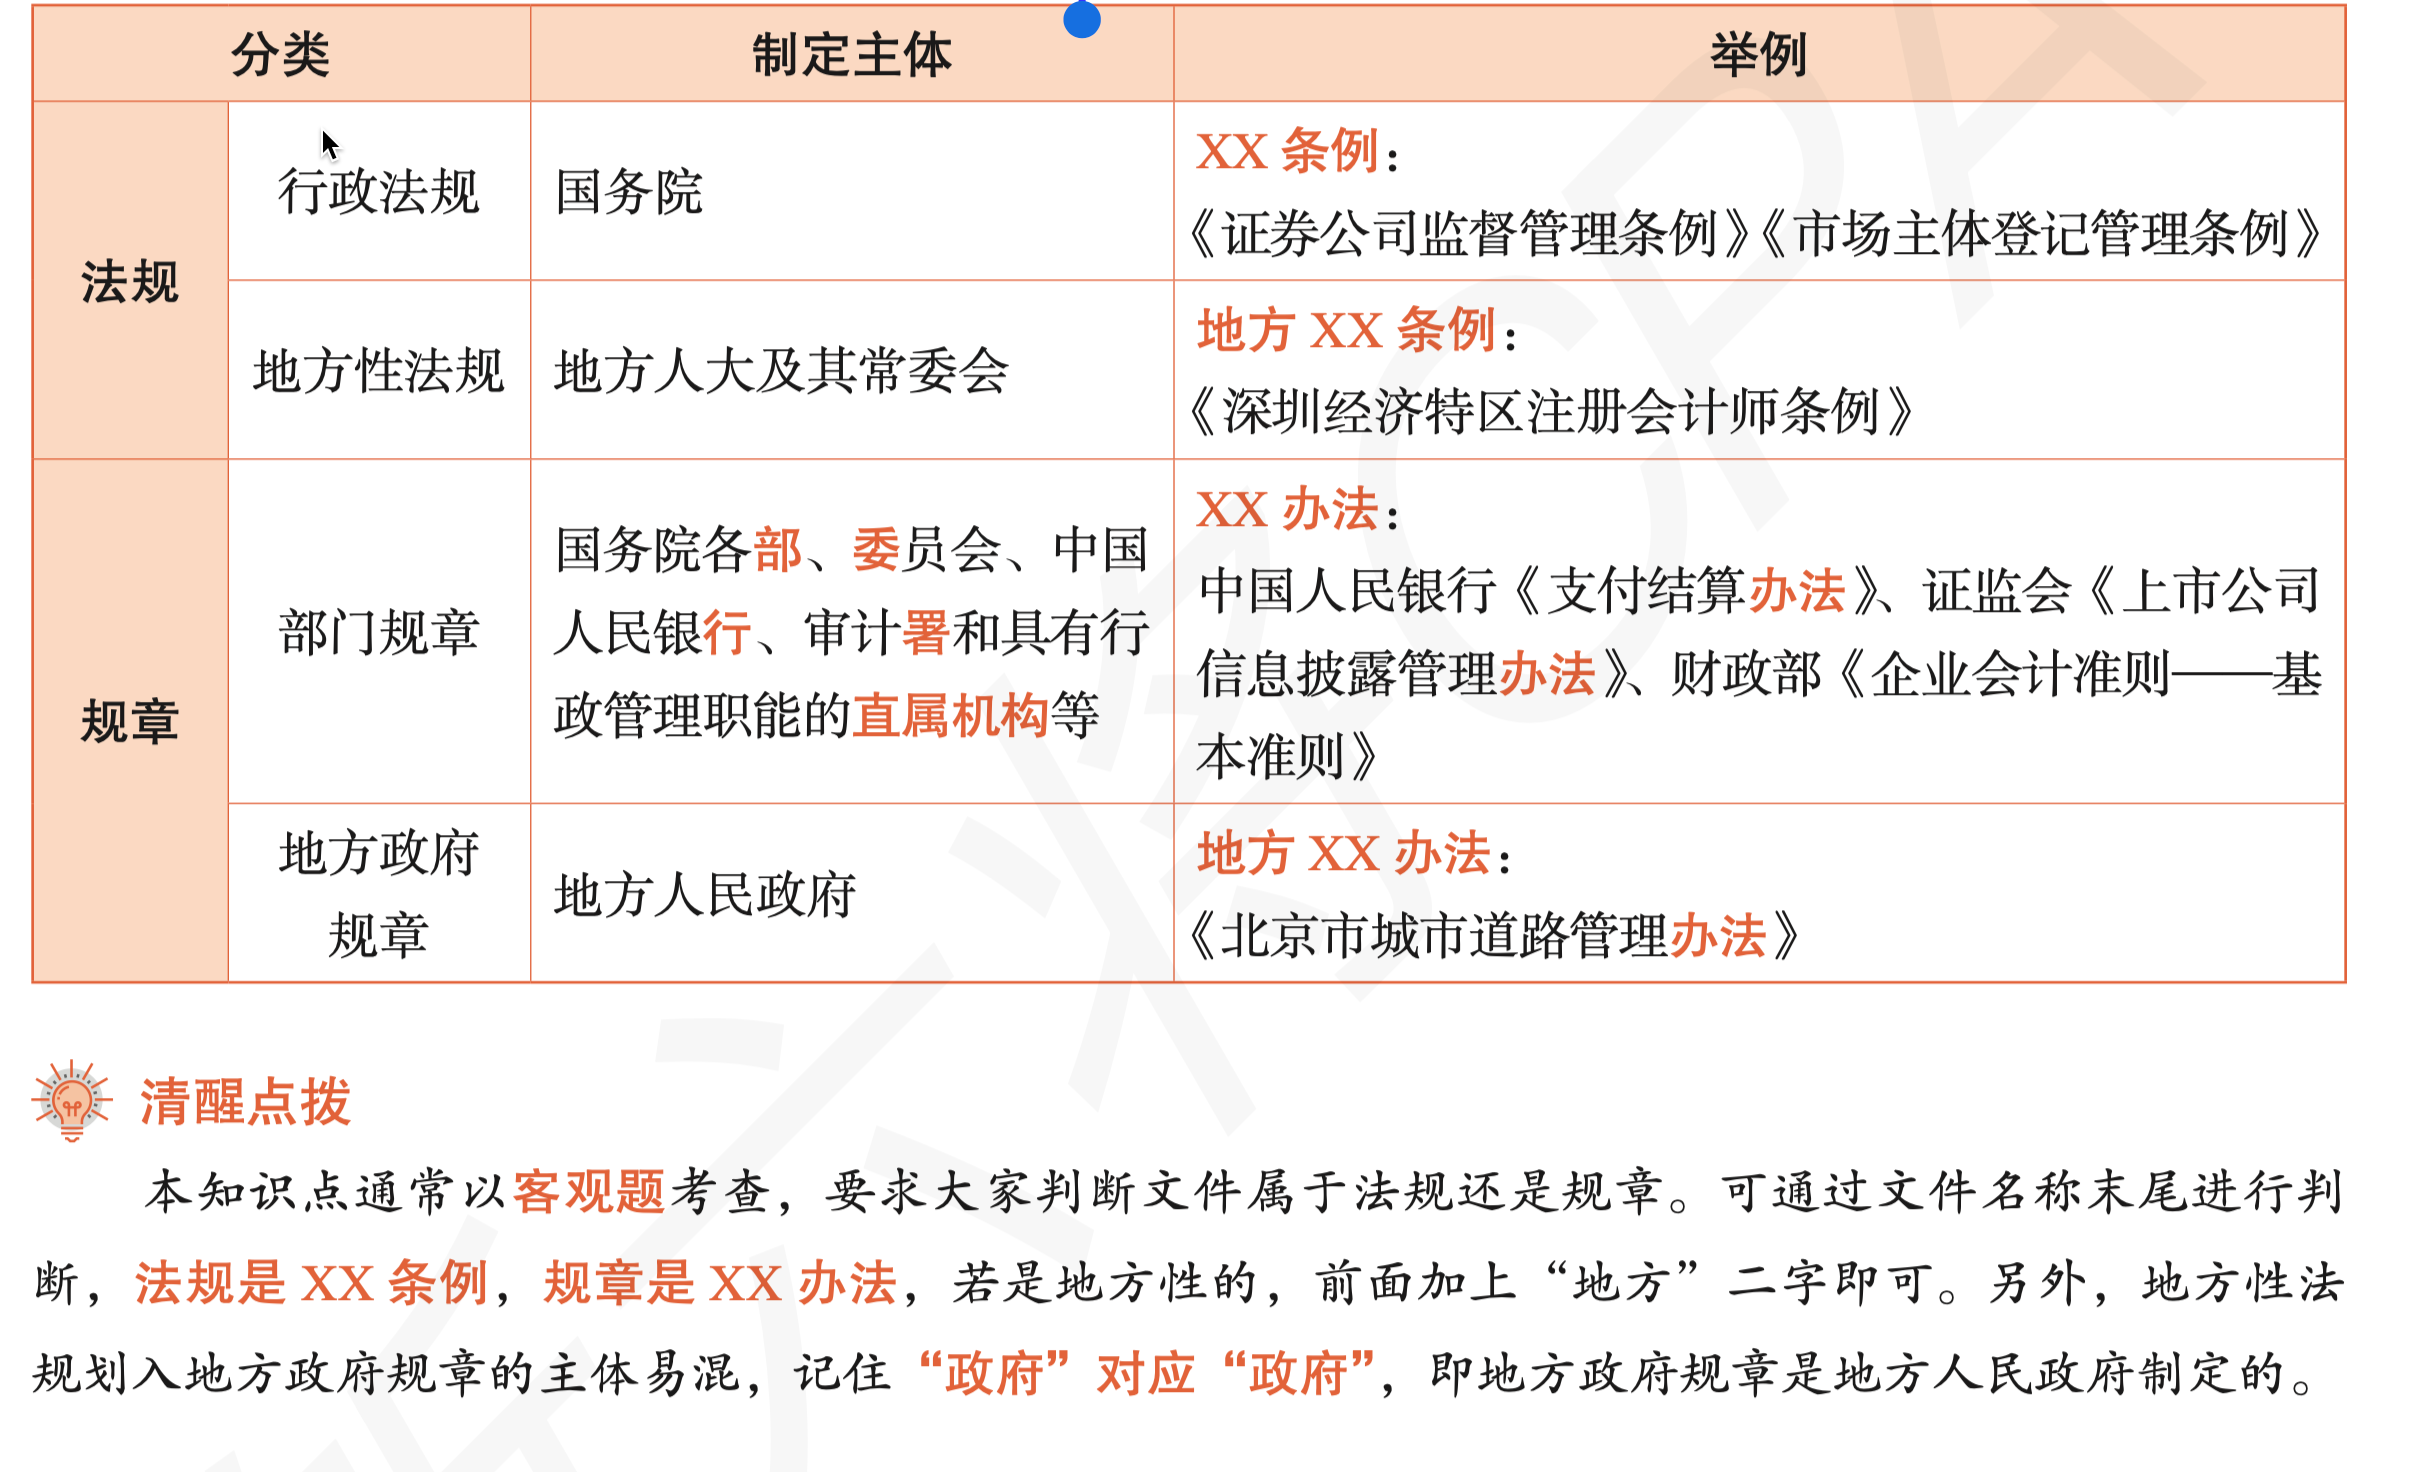 分类 制定主体 举例
法规
行政法规
国务院
XX 条例：
《证券公司监督管理条例》《市场主体登记管理条例》
地方性法规
地方人大及其常委会
地方 XX 条例：
《深圳经济特区注册会计师条例》
规章
部门规章
国务院各部、委员会、中国
人民银行、审计署和具有行
政管理职能的直属机构等
XX 办法：
中国人民银行《支付结算办法》、证监会《上市公司
信息披露管理办法》、财政部《企业会计准则——基
本准则》
地方政府
规章
地方人民政府
地方 XX 办法：
《北京市城市道路管理办法》
清醒点拨
本知识点通常以客观题考查，要求大家判断文件属于法规还是规章。可通过文件名称末尾进行判
断，法规是 XX 条例，规章是 XX 办法，若是地方性的，前面加上“地方”二字即可。另外，地方性法
规划入地方政府规章的主体易混，记住“政府”对应“政府”，即地方政府规章是地方人民政府制定的。